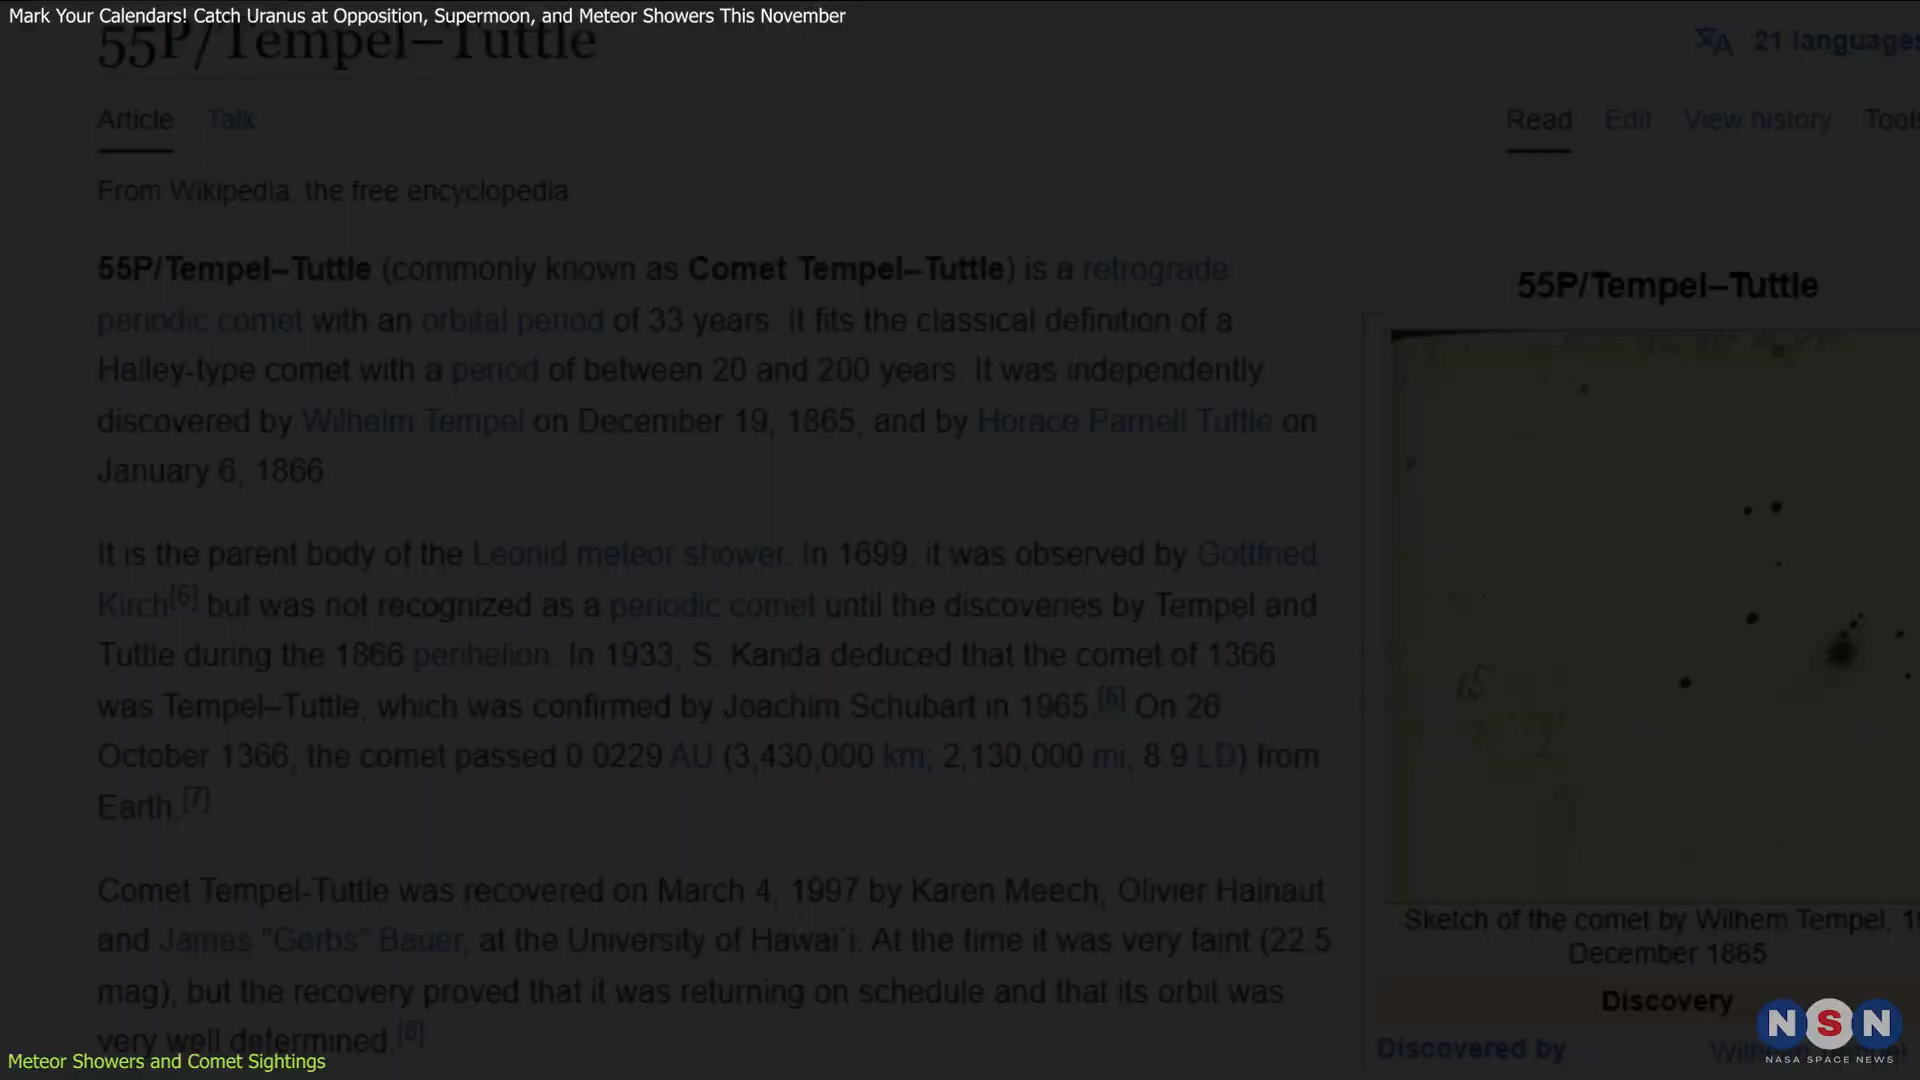 Mark Your Calendars! Catch Uranus at Opposition, Supermoon, and Meteor Showers This November
55P/Tempel–Tuttle
21 languages
Article Talk
Read Edit View history Tools
From Wikipedia, the free encyclopedia
55P/Tempel–Tuttle (commonly known as Comet Tempel–Tuttle) is a retrograde
periodic comet with an orbital period of 33 years. It fits the classical definition of a
Halley-type comet with a period of between 20 and 200 years. It was independently
discovered by Wilhelm Tempel on December 19, 1865, and by Horace Parnell Tuttle on
January 6, 1866
It is the parent body of the Leonid meteor shower. In 1699, it was observed by Gottfried
Kirch[6] but was not recognized as a periodic comet until the discoveries by Tempel and
Tuttle during the 1866 perihelion. In 1933, S. Kanda deduced that the comet of 1366
was Tempel–Tuttle, which was confirmed by Joachim Schubart in 1965.[6] On 26
October 1366, the comet passed 0.0229 AU (3,430,000 km; 2,130,000 mi; 8.9 LD) from
Earth.[7]
Comet Tempel-Tuttle was recovered on March 4, 1997 by Karen Meech, Olivier Hainaut
and James "Gerbs" Bauer, at the University of Hawai`i. At the time it was very faint (22.5
mag), but the recovery proved that it was returning on schedule and that its orbit was
very well determined.[8]
55P/Tempel–Tuttle
15
Sketch of the comet by Wilhem Tempel, 1
December 1865
Discovery
Discovered by
Meteor Showers and Comet Sightings
NSN
NASA SPACE NEWS